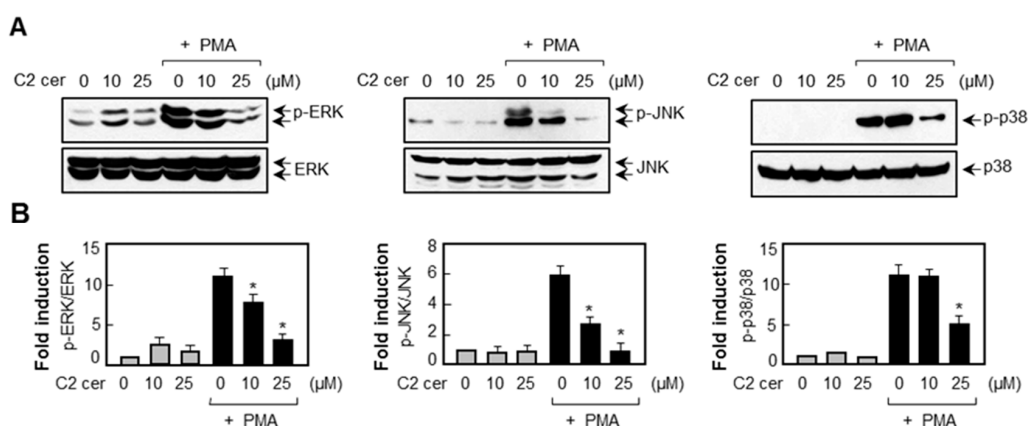 A
+ PMA
C2 cer 0 10 25 0 10 25 (µM)
p-ERK
ERK
+ PMA
0 10 25 0 10 25
p-JNK
JNK
+ PMA
C2 cer 0 10 25 0 10 25 (µM)
p-p38
p38
B
Fold induction
p-ERK/ERK
15
10
5
0
* *
C2 cer 0 10 25 0 10 25 (µM)
+ PMA
Fold induction
p-JNK/JNK
8
6
4
2
0
* *
C2 cer 0 10 25 0 10 25 (µM)
+ PMA
Fold induction
p-p38/p38
15
10
5
0
*
C2 cer 0 10 25 0 10 25 (µM)
+ PMA